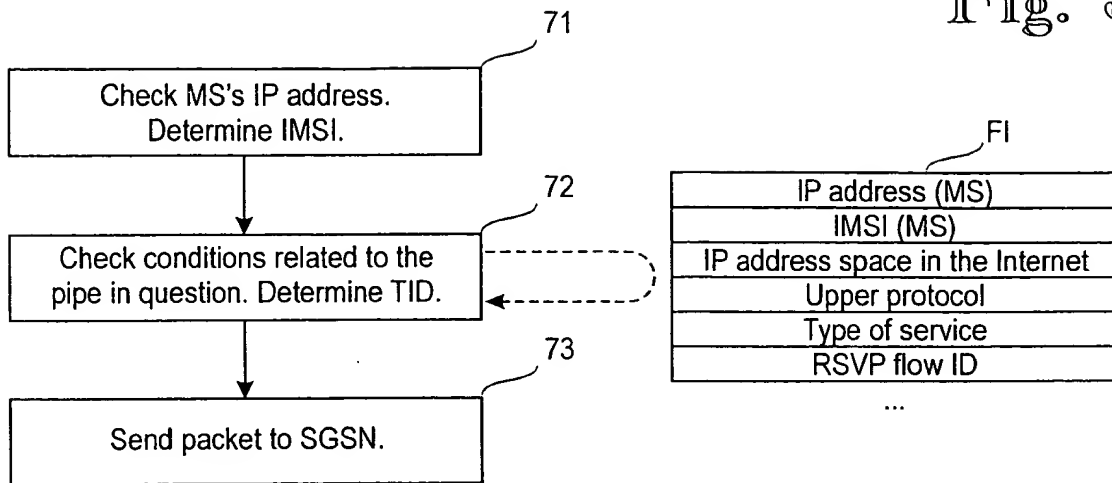 Fig.
71
Check MS's IP address.
Determine IMSI.
72
Check conditions related to the
pipe in question. Determine TID.
73
Send packet to SGSN.
FI
IP address (MS)
IMSI (MS)
IP address space in the Internet
Upper protocol
Type of service
RSVP flow ID
...